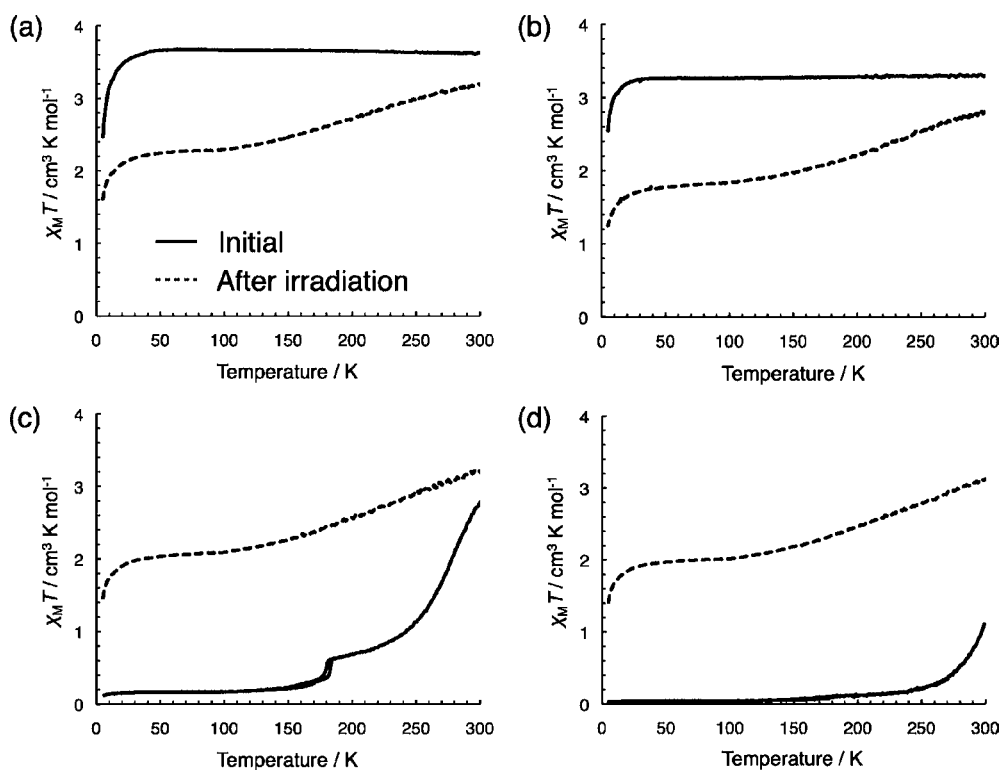 (a)
4
3
2
1
0
χMT / cm³ K mol⁻¹
Initial
After irradiation
0 50 100 150 200 250 300
Temperature / K
(b)
4
3
2
1
0
χMT / cm³ K mol⁻¹
0 50 100 150 200 250 300
Temperature / K
(c)
4
3
2
1
0
χMT / cm³ K mol⁻¹
0 50 100 150 200 250 300
Temperature / K
(d)
4
3
2
1
0
χMT / cm³ K mol⁻¹
0 50 100 150 200 250 300
Temperature / K